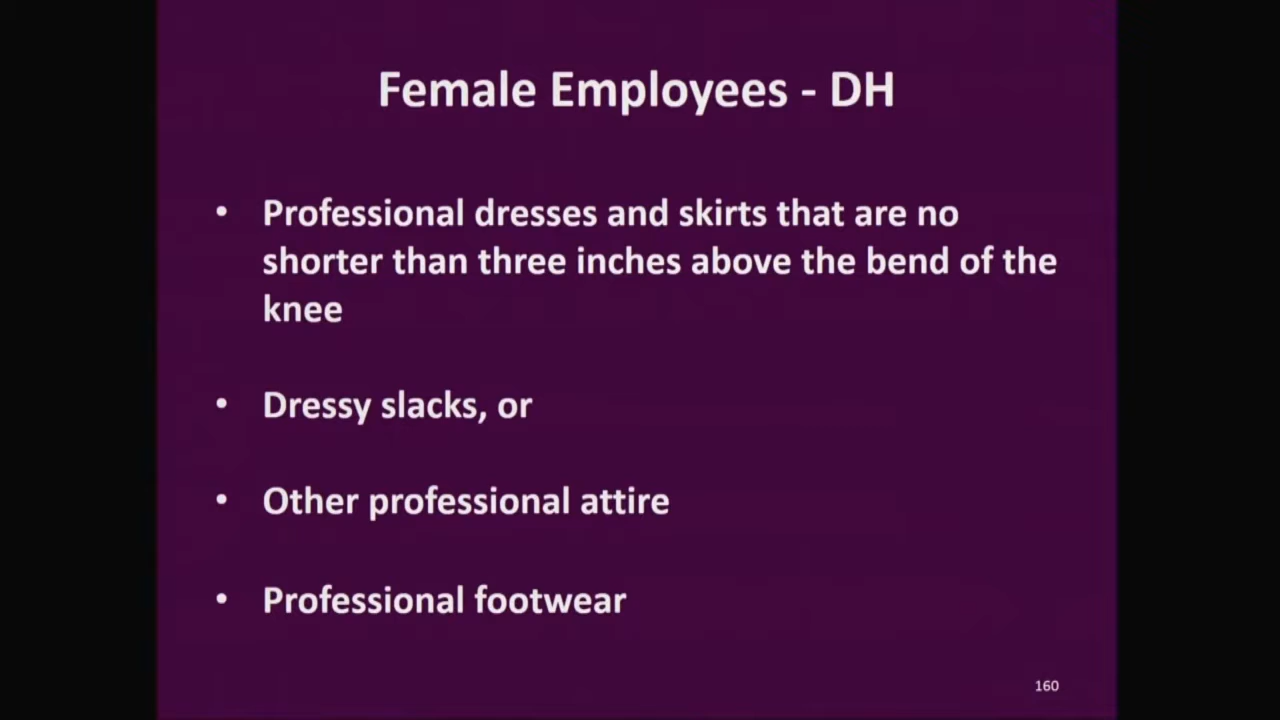 Female Employees - DH
• Professional dresses and skirts that are no
shorter than three inches above the bend of the
knee
• Dressy slacks, or
• Other professional attire
• Professional footwear
160